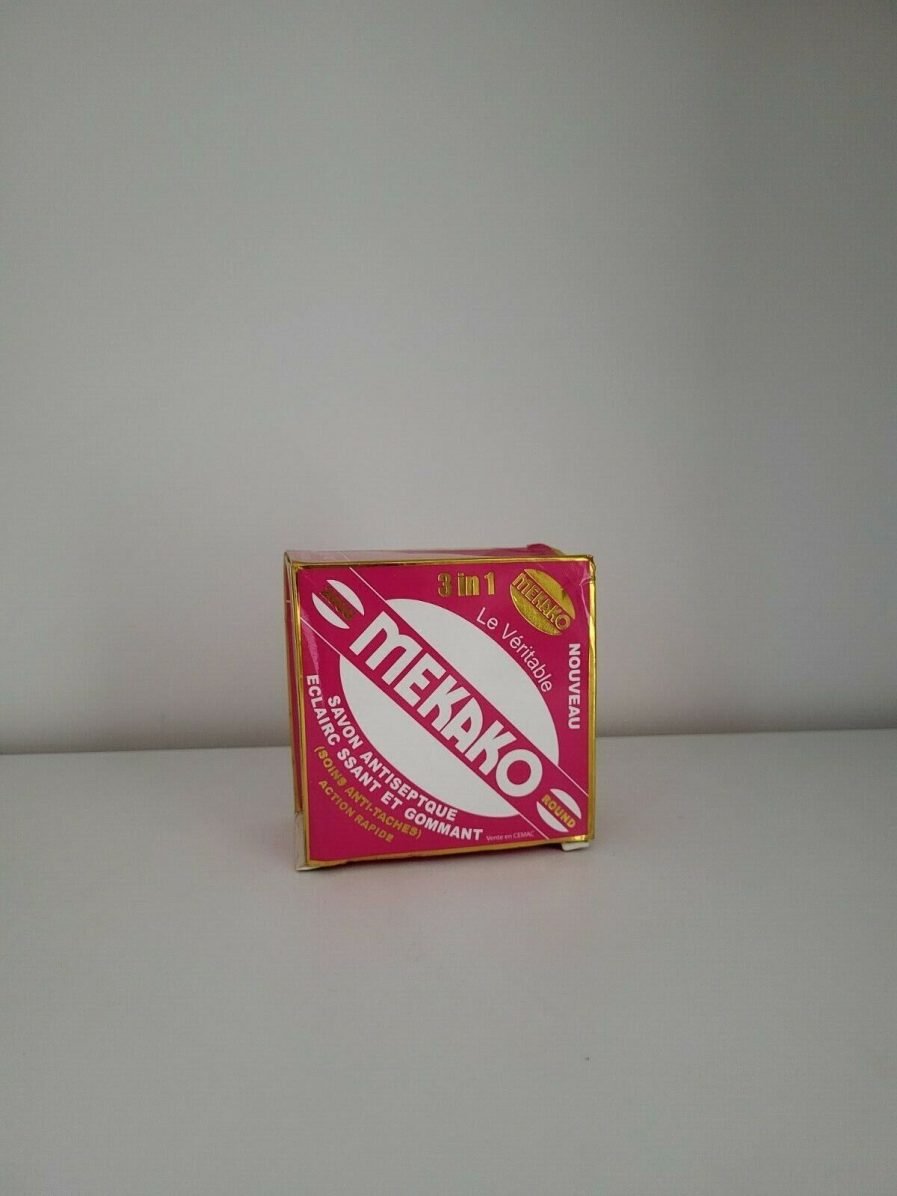 3 in 1
MEKAKO
Le Véritable
NOUVEAU
MEKAKO
SAVON ANTISEPTQUE
ECLAIRC SSANT ET GOMMANT
(SOINS ANTI-TACHES)
ACTION RAPIDE
Vente en CEMAC
ROUND